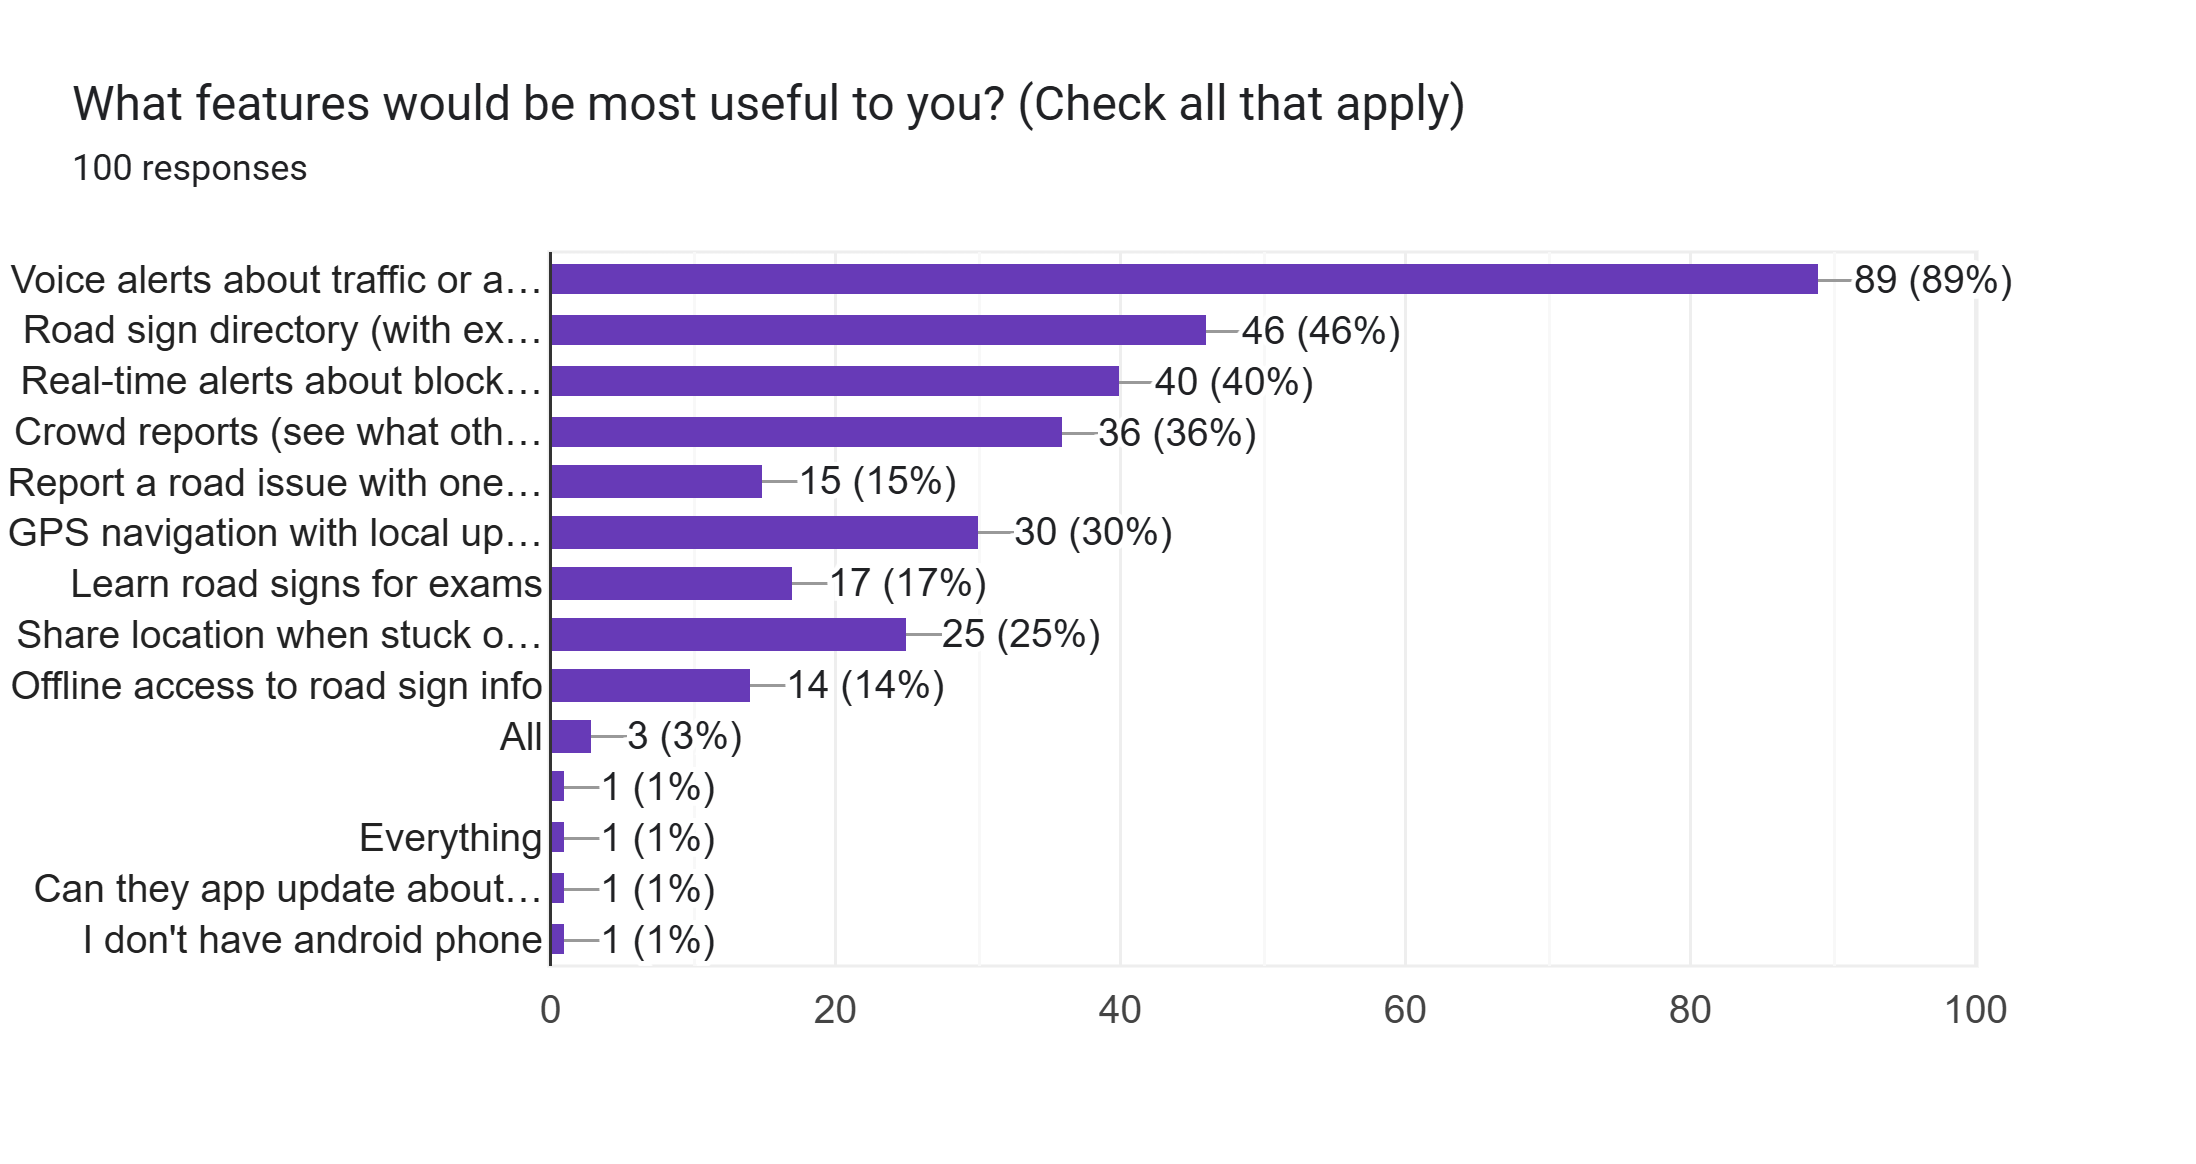 What features would be most useful to you? (Check all that apply)
100 responses
Voice alerts about traffic or a… 89 (89%)
Road sign directory (with ex… 46 (46%)
Real-time alerts about block… 40 (40%)
Crowd reports (see what oth… 36 (36%)
Report a road issue with one… 15 (15%)
GPS navigation with local up… 30 (30%)
Learn road signs for exams 17 (17%)
Share location when stuck o… 25 (25%)
Offline access to road sign info 14 (14%)
All 3 (3%)
1 (1%)
Everything 1 (1%)
Can they app update about… 1 (1%)
I don't have android phone 1 (1%)
0 20 40 60 80 100